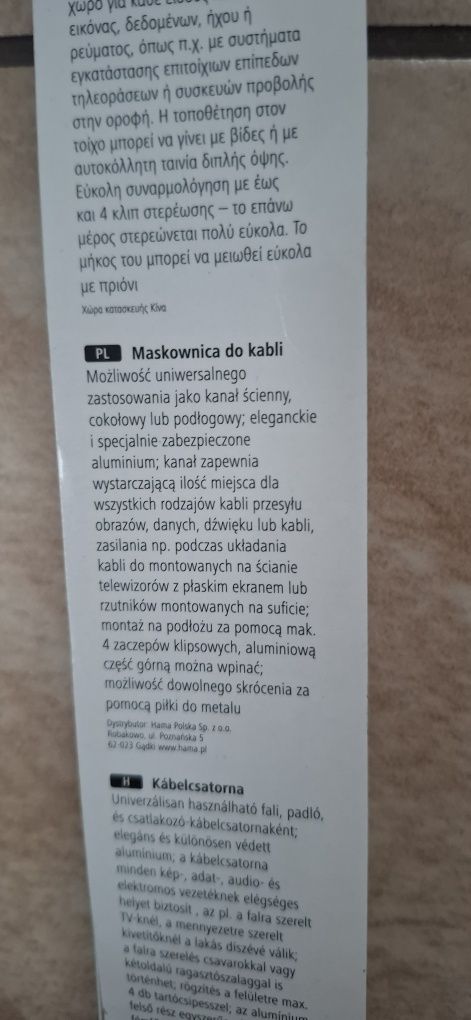 χώρο για κάθε είδους
εικόνας, δεδομένων, ήχου ή
ρεύματος, όπως π.χ. με συστήματα
εγκατάστασης επιτοίχιων επίπεδων
τηλεοράσεων ή συσκευών προβολής
στην οροφή. Η τοποθέτηση στον
τοίχο μπορεί να γίνει με βίδες ή με
αυτοκόλλητη ταινία διπλής όψης.
Εύκολη συναρμολόγηση με έως
και 4 κλιπ στερέωσης – το επάνω
μέρος στερεώνεται πολύ εύκολα. Το
μήκος του μπορεί να μειωθεί εύκολα
με πριόνι
Χώρα κατασκευής Κίνα
PL Maskownica do kabli
Możliwość uniwersalnego
zastosowania jako kanał ścienny,
cokołowy lub podłogowy; eleganckie
i specjalnie zabezpieczone
aluminium; kanał zapewnia
wystarczającą ilość miejsca dla
wszystkich rodzajów kabli przesyłu
obrazów, danych, dźwięku lub kabli,
zasilania np. podczas układania
kabli do montowanych na ścianie
telewizorów z płaskim ekranem lub
rzutników montowanych na suficie;
montaż na podłożu za pomocą mak.
4 zaczepów klipsowych, aluminiową
część górną można wpinać;
możliwość dowolnego skrócenia za
pomocą piłki do metalu
Dystrybutor: Hama Polska Sp. z o.o.
Robakowo, ul. Poznańska 5
62-023 Gądki www.hama.pl
H Kábelcsatorna
Univerzálisan használható fali, padló,
és csatlakozó-kábelcsatornaként;
elegáns és különösen védett
alumínium; a kábelcsatorna
minden kép-, adat-, audio- és
elektromos vezetéknek elégséges
helyet biztosít , az pl. a falra szerelt
TV-knél, a mennyezetre szerelt
kivetítőknél a lakás díszévé válik;
a falra szerelés csavarokkal vagy
kétoldalú ragasztószalaggal is
történhet; rögzítés a felületre max.
4 db tartócsipesszel; az alumínium
felső rész